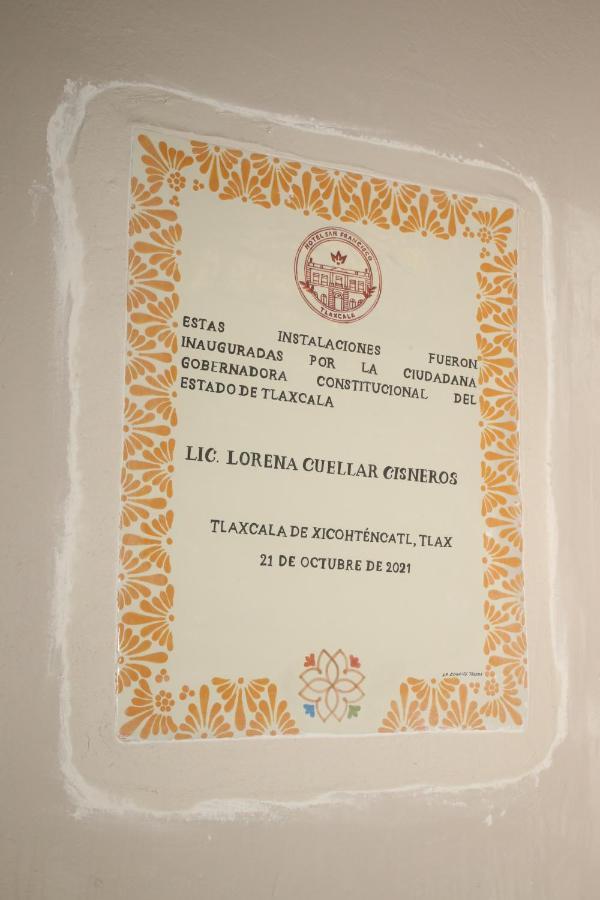 HOTEL SAN FRANCISCO
TLAXCALA
ESTAS INSTALACIONES FUERON
INAUGURADAS POR LA CIUDADANA
GOBERNADORA CONSTITUCIONAL DEL
ESTADO DE TLAXCALA
LIC. LORENA CUELLAR CISNEROS
TLAXCALA DE XICOHTÉNCATL, TLAX
21 DE OCTUBRE DE 2021